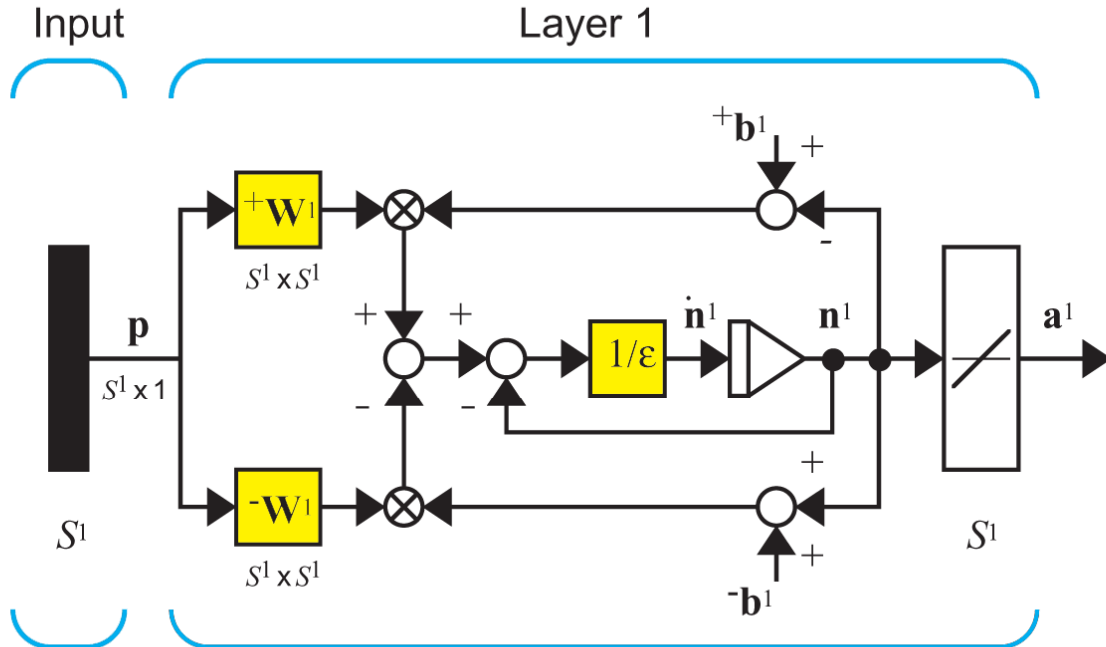 Input Layer 1
⁺b¹ +
⁺W¹
-
S¹ x S¹
p + + ṅ¹ n¹ a¹
1/ε
S¹ x 1
- -
⁻W¹ +
S¹ S¹
S¹ x S¹ +
⁻b¹